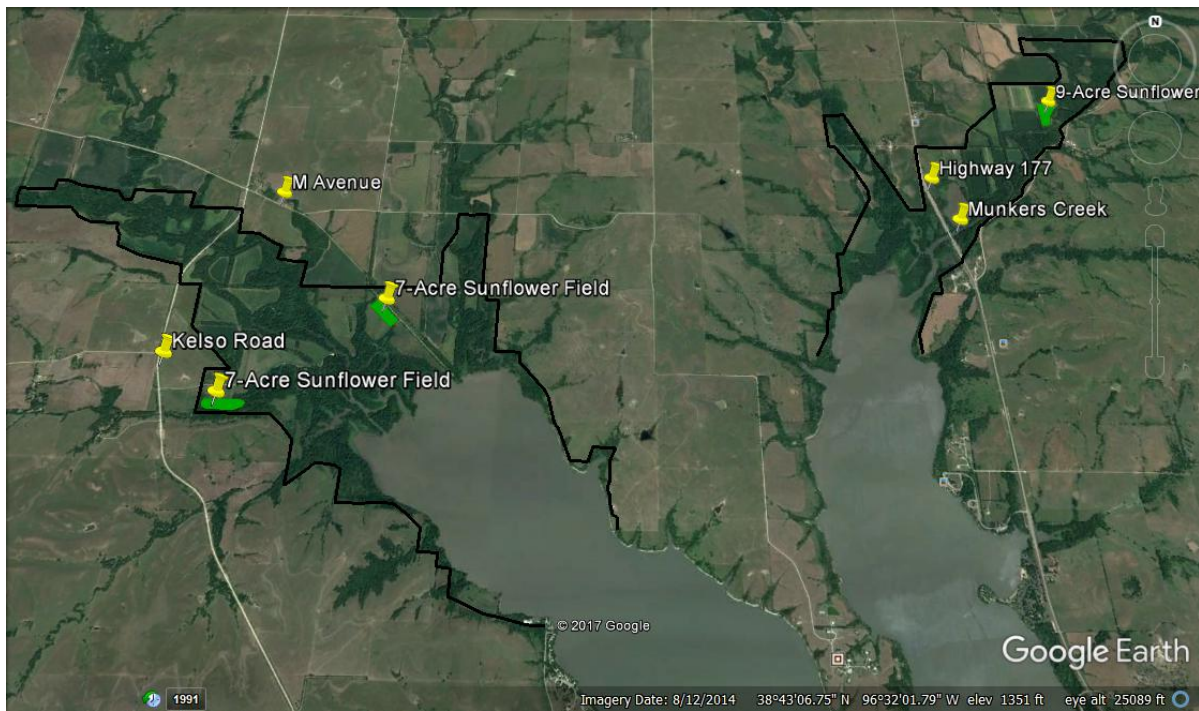 N
9-Acre Sunflower
Highway 177
M Avenue
Munkers Creek
7-Acre Sunflower Field
Kelso Road
7-Acre Sunflower Field
© 2017 Google
Google Earth
1991
Imagery Date: 8/12/2014 38°43'06.75" N 96°32'01.79" W elev 1351 ft eye alt 25089 ft